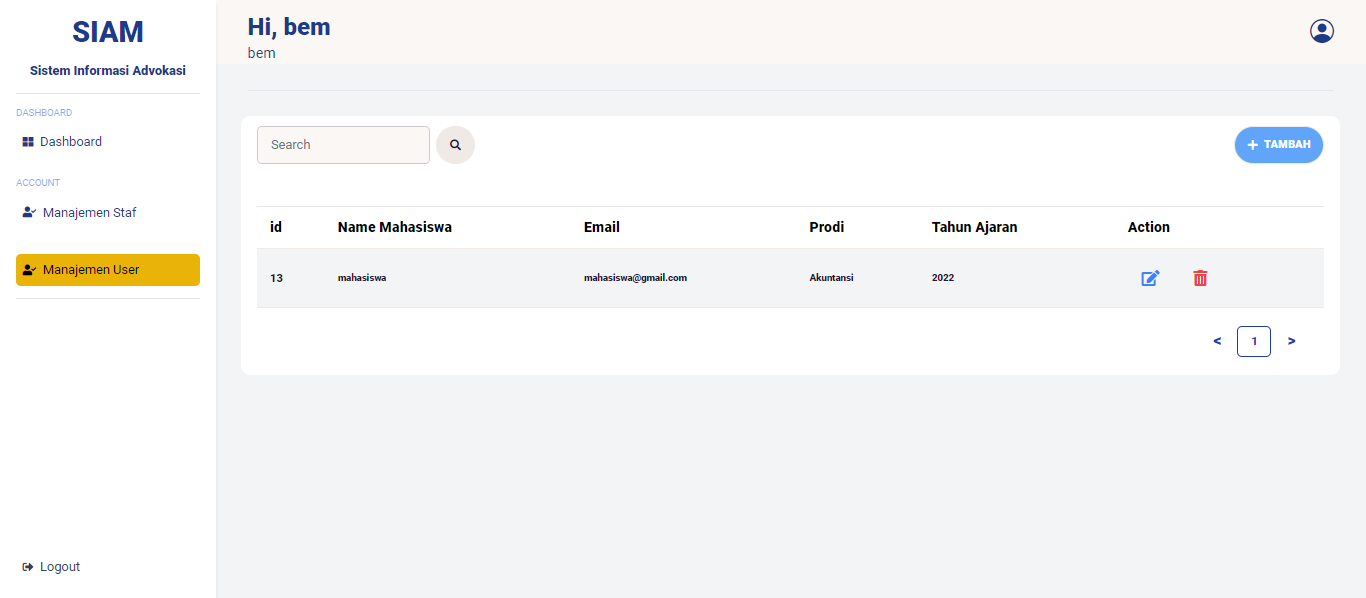 SIAM
Sistem Informasi Advokasi
DASHBOARD
Dashboard
ACCOUNT
Manajemen Staf
Manajemen User
Logout
Hi, bem
bem
Search
+ TAMBAH
id Name Mahasiswa Email Prodi Tahun Ajaran Action
13 mahasiswa mahasiswa@gmail.com Akuntansi 2022
< 1 >